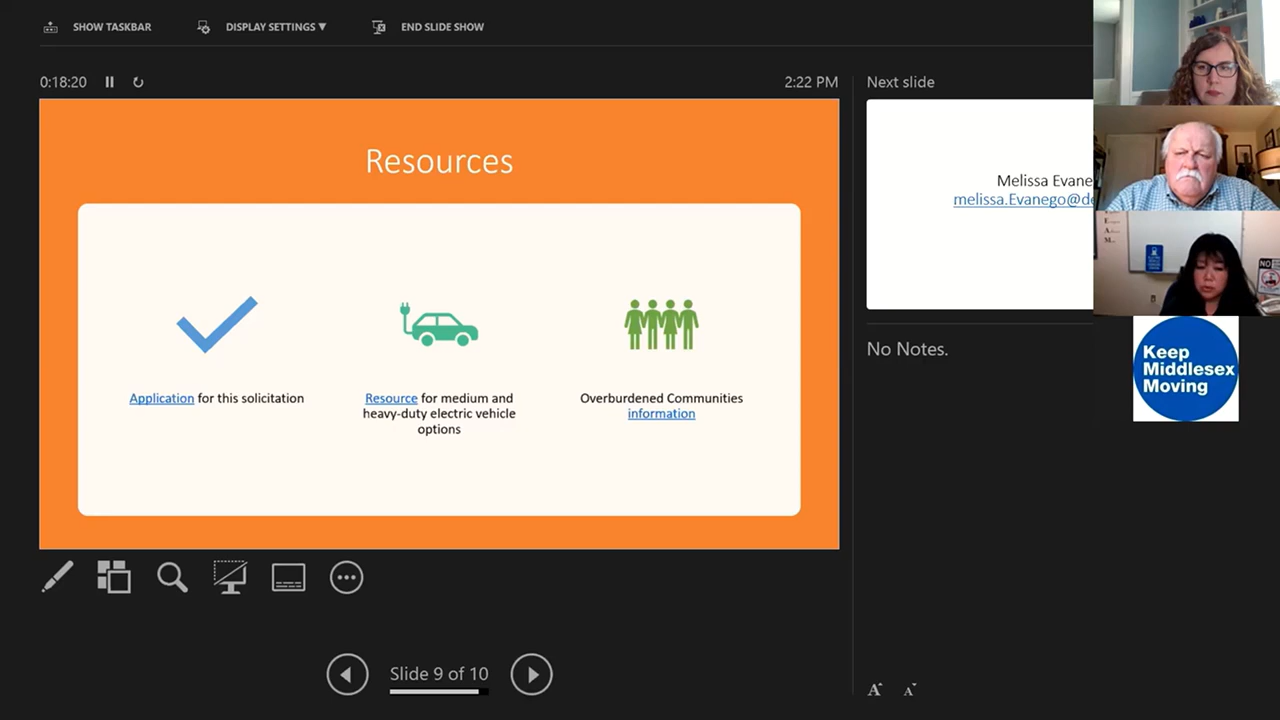 SHOW TASKBAR
DISPLAY SETTINGS ▼
END SLIDE SHOW
0:18:20
2:22 PM
Resources
Application for this solicitation
Resource for medium and
heavy-duty electric vehicle
options
Overburdened Communities
information
Next slide
Melissa Evane
melissa.Evanego@de
No Notes.
Slide 9 of 10
A A
NO
Keep
Middlesex
Moving